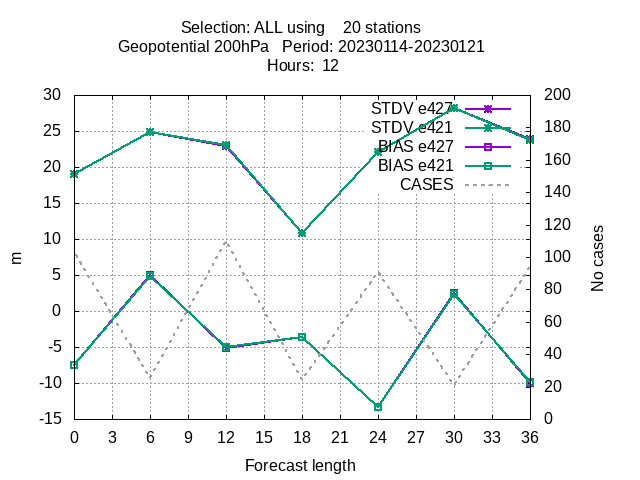 Selection: ALL using    20 stations
Geopotential 200hPa   Period: 20230114-20230121
Hours:  12
30
25
20
15
10
5
0
-5
-10
-15
m
200
180
160
140
120
100
80
60
40
20
0
No cases
STDV e427
STDV e421
BIAS e427
BIAS e421
CASES
0 3 6 9 12 15 18 21 24 27 30 33 36
Forecast length